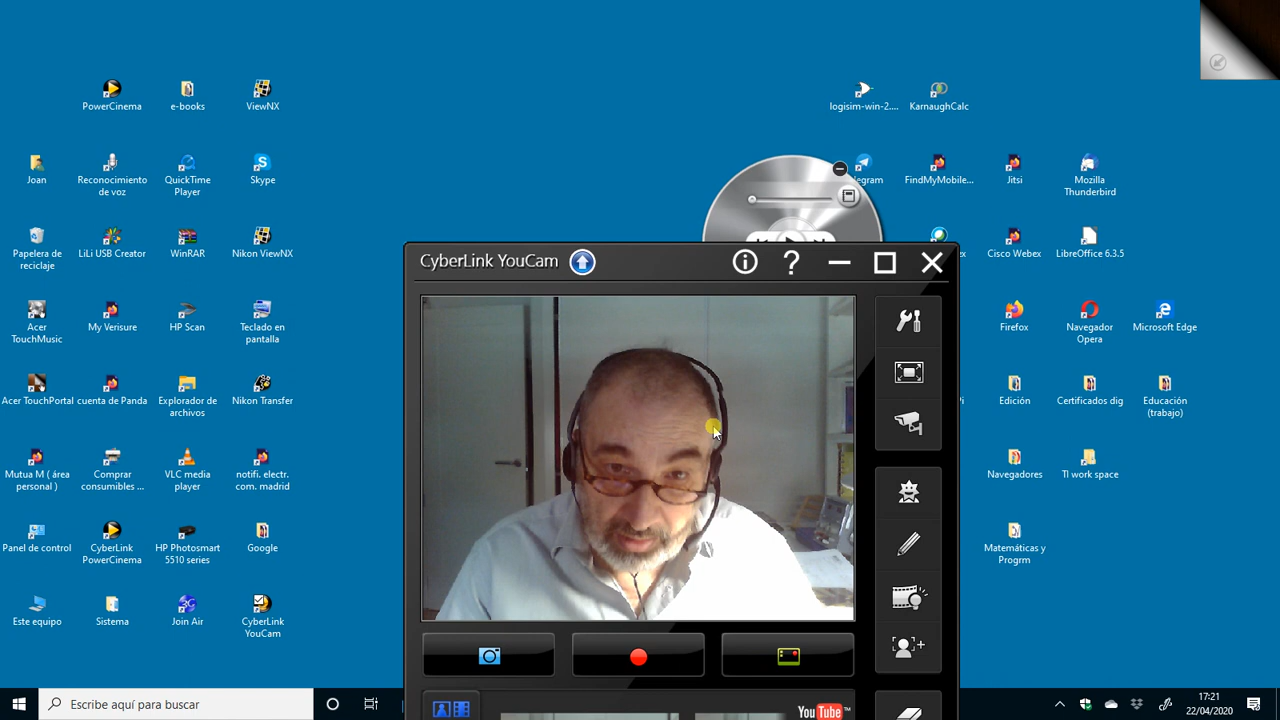 PowerCinema
e-books
ViewNX
logisim-win-2....
KarnaughCalc
Joan
Reconocimiento
de voz
QuickTime
Player
Skype
FindMyMobile...
Jitsi
Mozilla
Thunderbird
Papelera de
reciclaje
LiLi USB Creator
WinRAR
Nikon ViewNX
Cisco Webex
LibreOffice 6.3.5
CyberLink YouCam
Acer
TouchMusic
My Verisure
HP Scan
Teclado en
pantalla
Firefox
Navegador
Opera
Microsoft Edge
Acer TouchPortal
cuenta de Panda
Explorador de
archivos
Nikon Transfer
Edición
Certificados dig
Educación
(trabajo)
Mutua M ( área
personal )
Comprar
consumibles ...
VLC media
player
notifi. electr.
com. madrid
Navegadores
TI work space
Panel de control
CyberLink
PowerCinema
HP Photosmart
5510 series
Google
Matemáticas y
Progrm
Este equipo
Sistema
Join Air
CyberLink
YouCam
YouTube™
Escribe aquí para buscar
17:21
22/04/2020